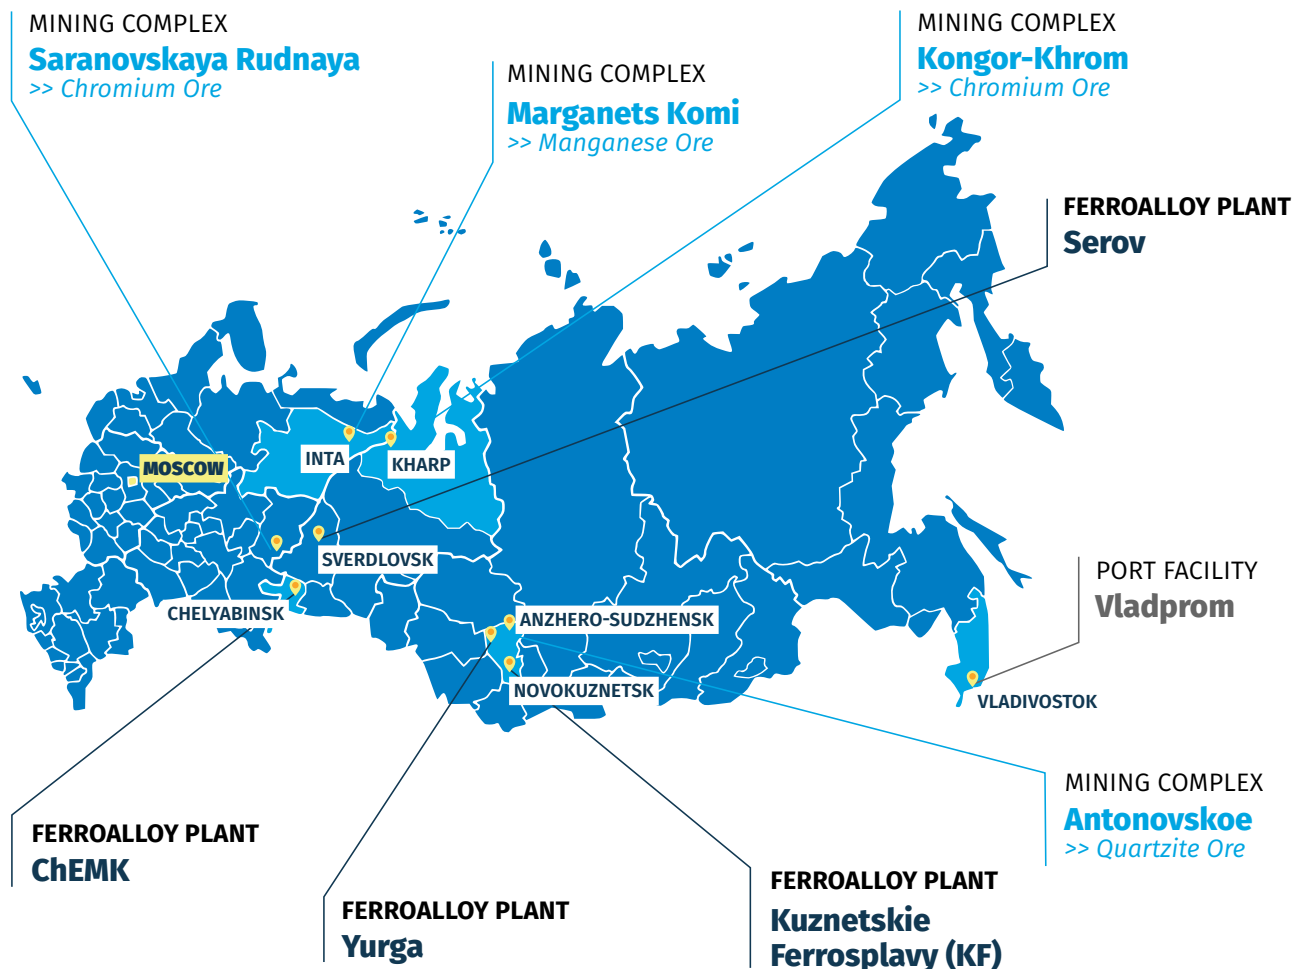 MINING COMPLEX
Saranovskaya Rudnaya
>> Chromium Ore
MINING COMPLEX
Marganets Komi
>> Manganese Ore
MINING COMPLEX
Kongor-Khrom
>> Chromium Ore
FERROALLOY PLANT
Serov
MOSCOW
INTA
KHARP
SVERDLOVSK
CHELYABINSK
ANZHERO-SUDZHENSK
NOVOKUZNETSK
VLADIVOSTOK
PORT FACILITY
Vladprom
MINING COMPLEX
Antonovskoe
>> Quartzite Ore
FERROALLOY PLANT
ChEMK
FERROALLOY PLANT
Yurga
FERROALLOY PLANT
Kuznetskie
Ferrosplavy (KF)